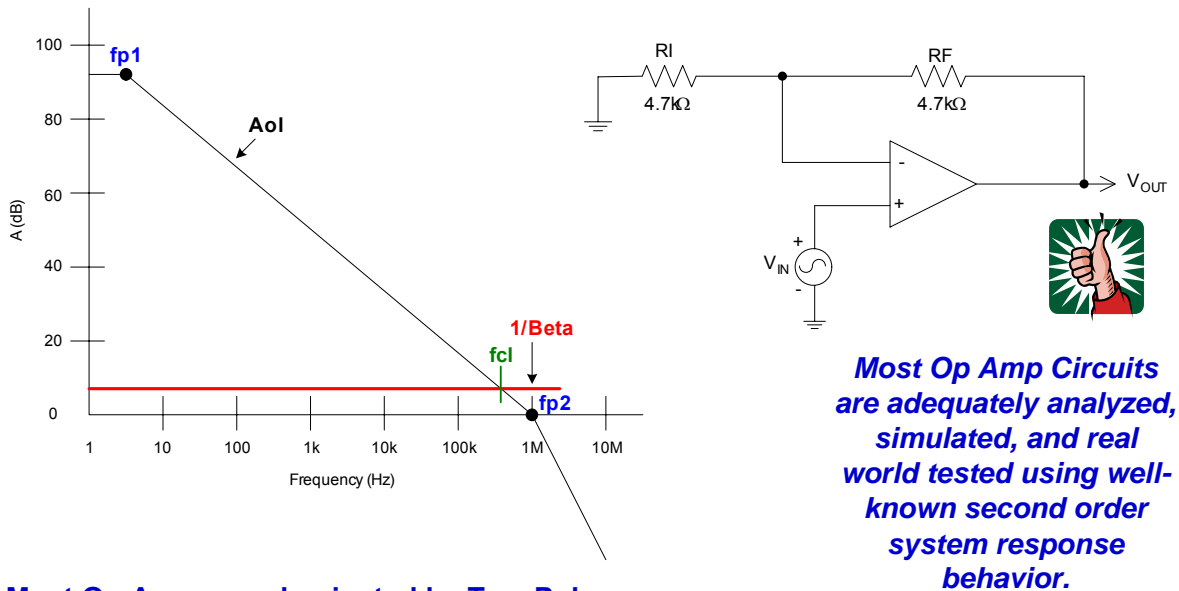 100
80
60
40
20
0
A (dB)
fp1
Aol
1/Beta
fcl
fp2
1
10
100
1k
10k
100k
1M
10M
Frequency (Hz)
RI
4.7kΩ
RF
4.7kΩ
-
+
VOUT
+
VIN
-
Most Op Amp Circuits
are adequately analyzed,
simulated, and real
world tested using well-
known second order
system response
behavior.